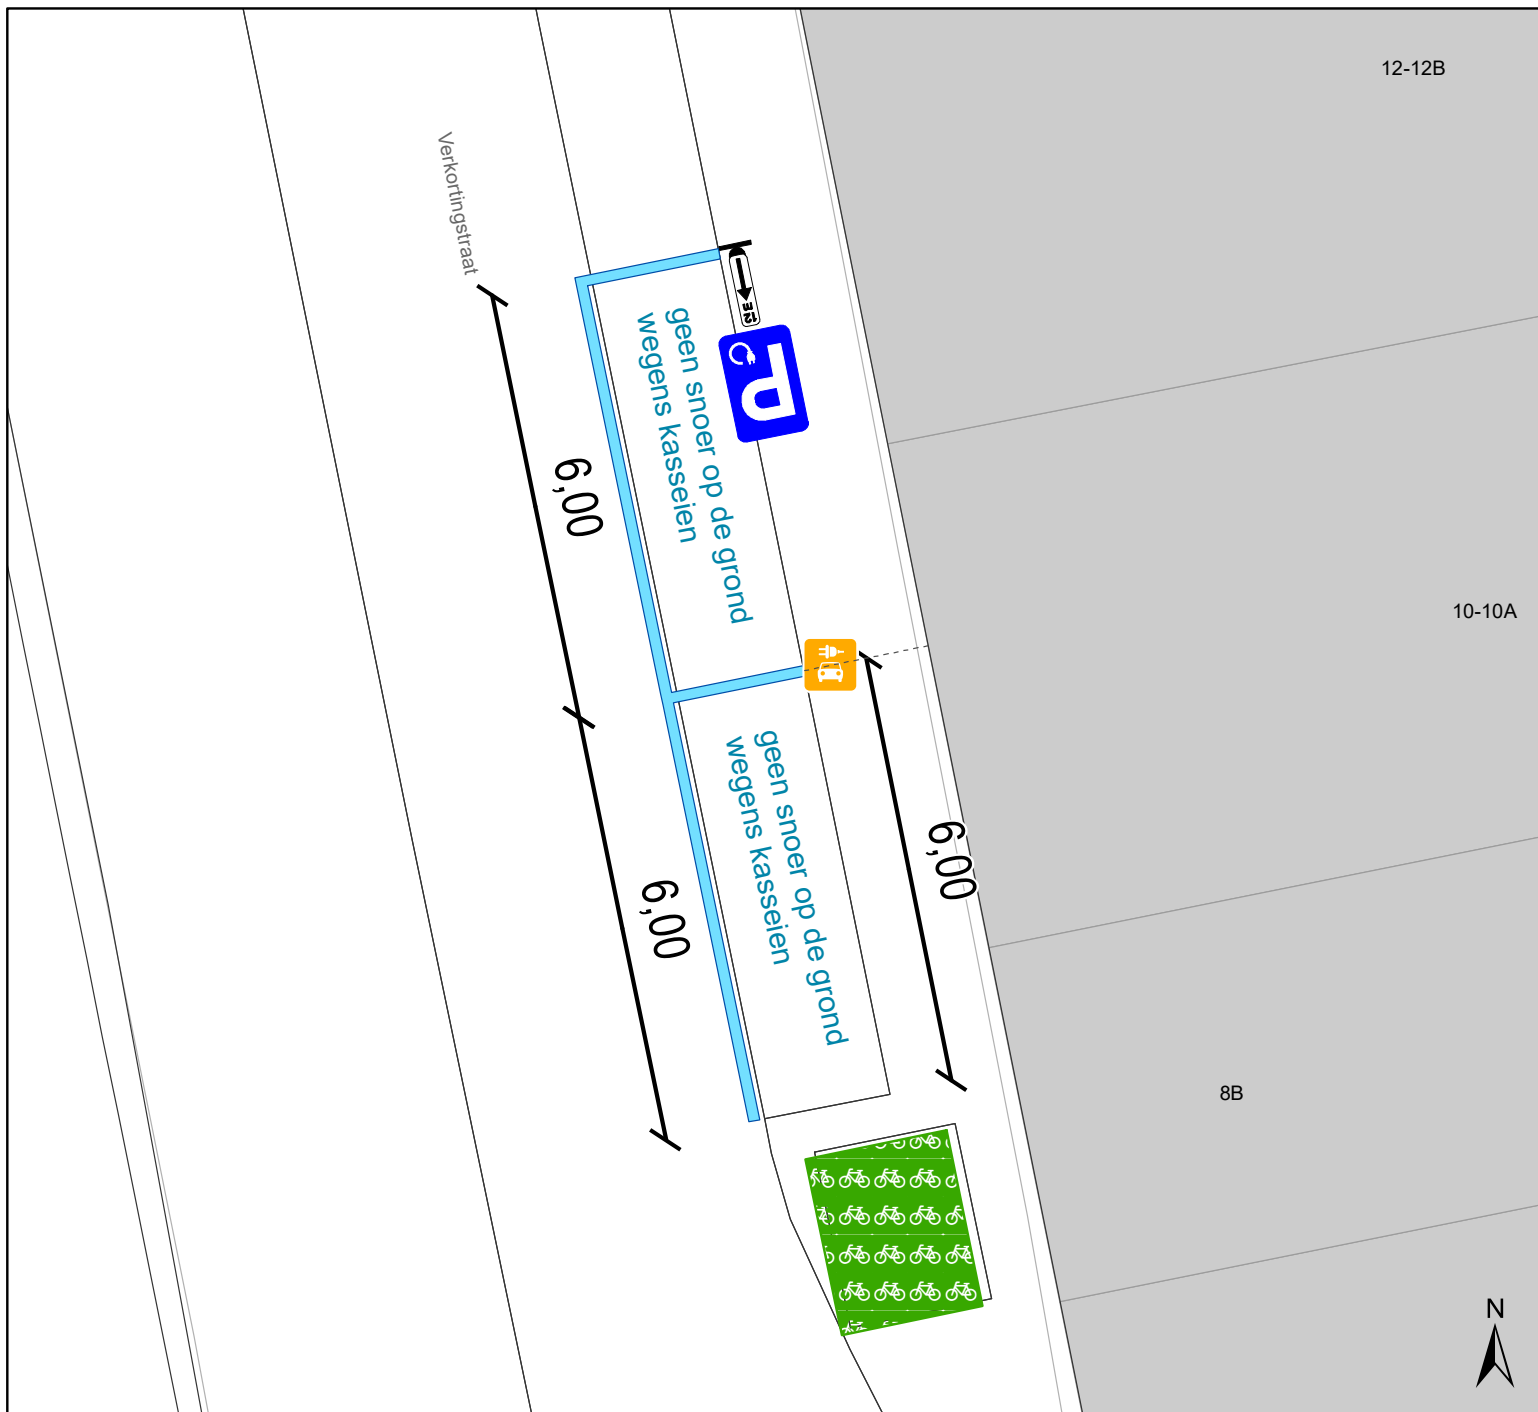 12-12B
Verkortingstraat
12E
P
geen snoer op de grond
wegens kasseien
6,00
10-10A
geen snoer op de grond
wegens kasseien
6,00
6,00
8B
N